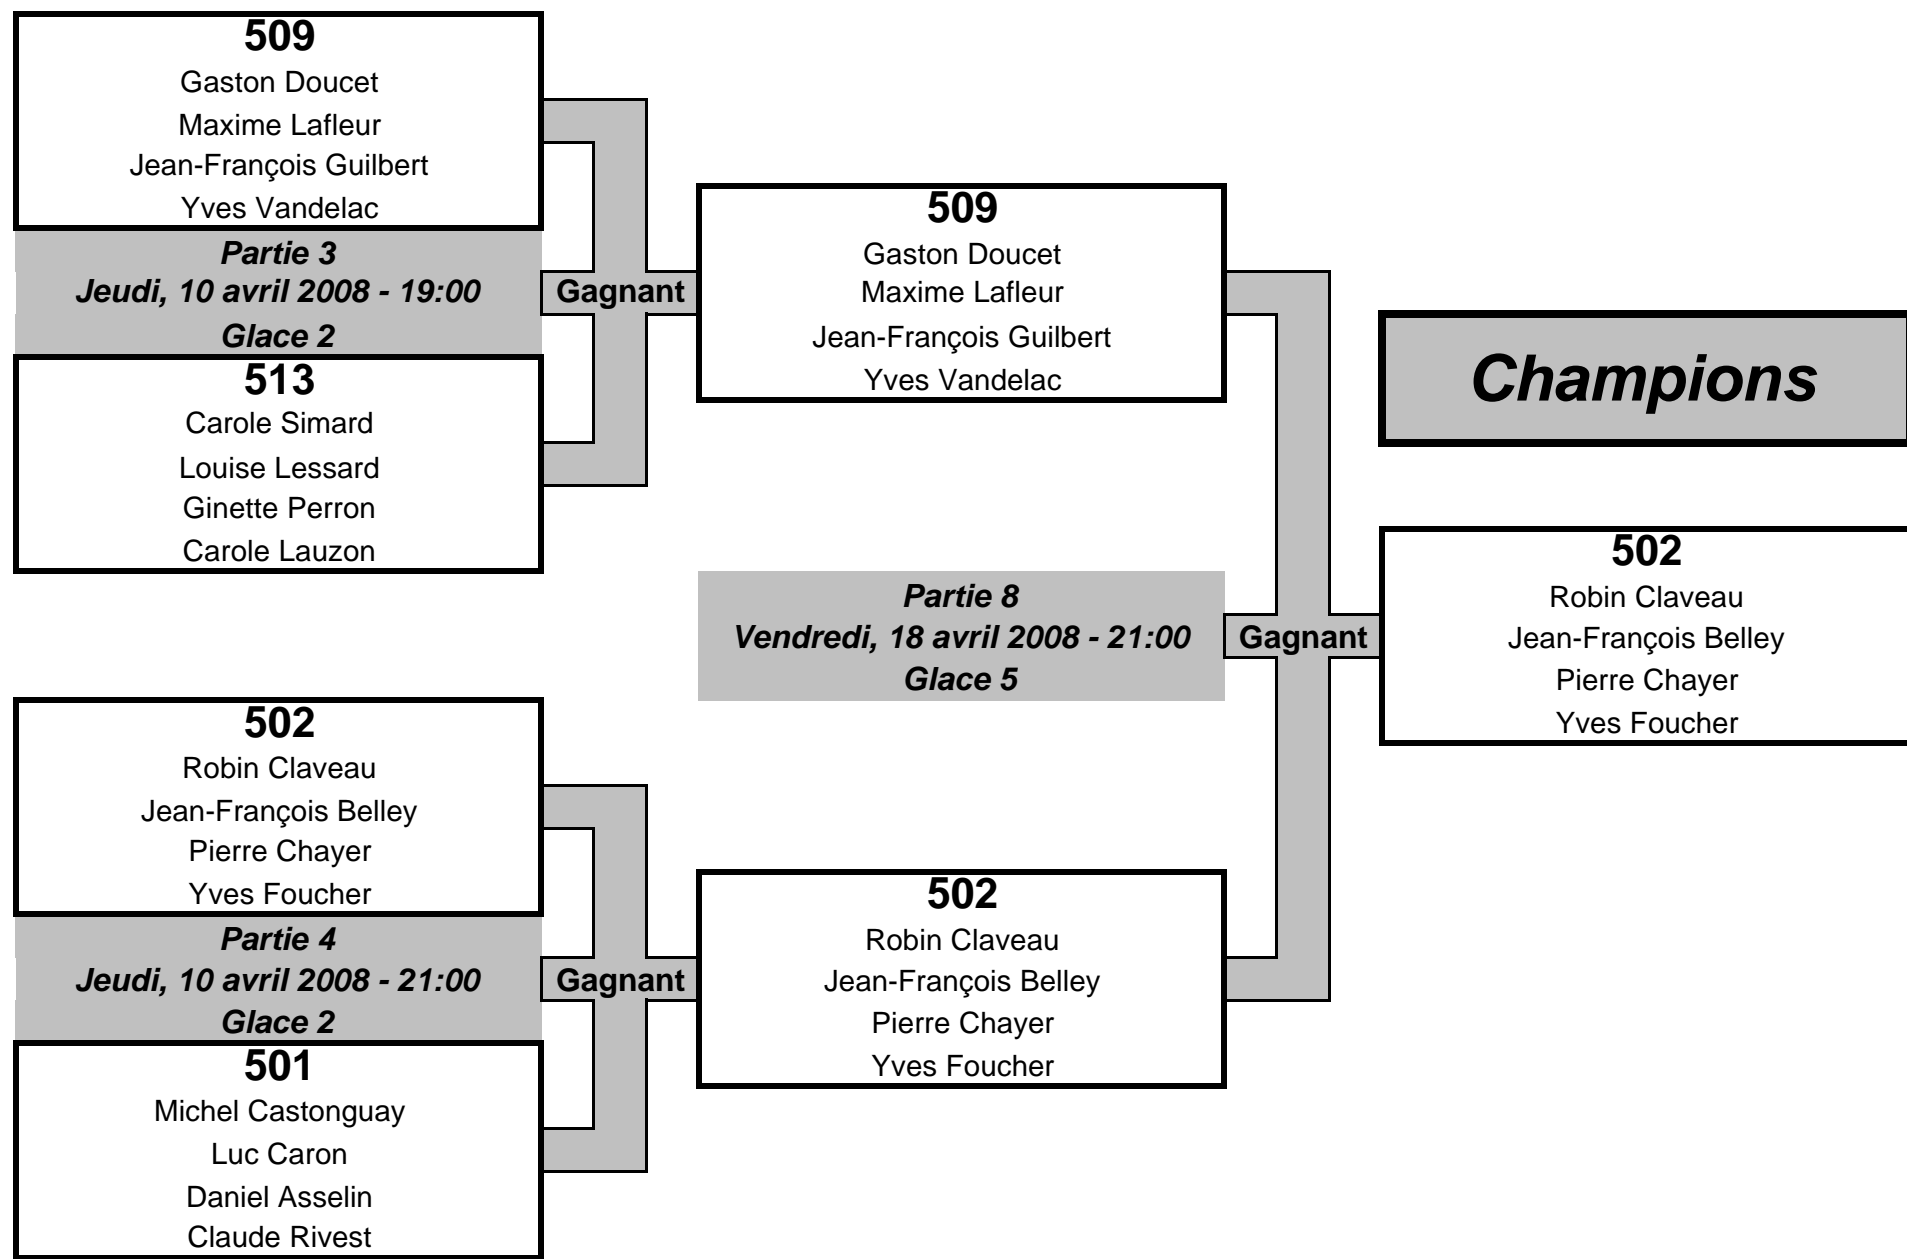 509
Gaston Doucet
Maxime Lafleur
Jean-François Guilbert
Yves Vandelac
Partie 3
Jeudi, 10 avril 2008 - 19:00
Glace 2
Gagnant
513
Carole Simard
Louise Lessard
Ginette Perron
Carole Lauzon
502
Robin Claveau
Jean-François Belley
Pierre Chayer
Yves Foucher
Partie 4
Jeudi, 10 avril 2008 - 21:00
Glace 2
Gagnant
501
Michel Castonguay
Luc Caron
Daniel Asselin
Claude Rivest
509
Gaston Doucet
Maxime Lafleur
Jean-François Guilbert
Yves Vandelac
Partie 8
Vendredi, 18 avril 2008 - 21:00
Glace 5
Gagnant
502
Robin Claveau
Jean-François Belley
Pierre Chayer
Yves Foucher
Champions
502
Robin Claveau
Jean-François Belley
Pierre Chayer
Yves Foucher